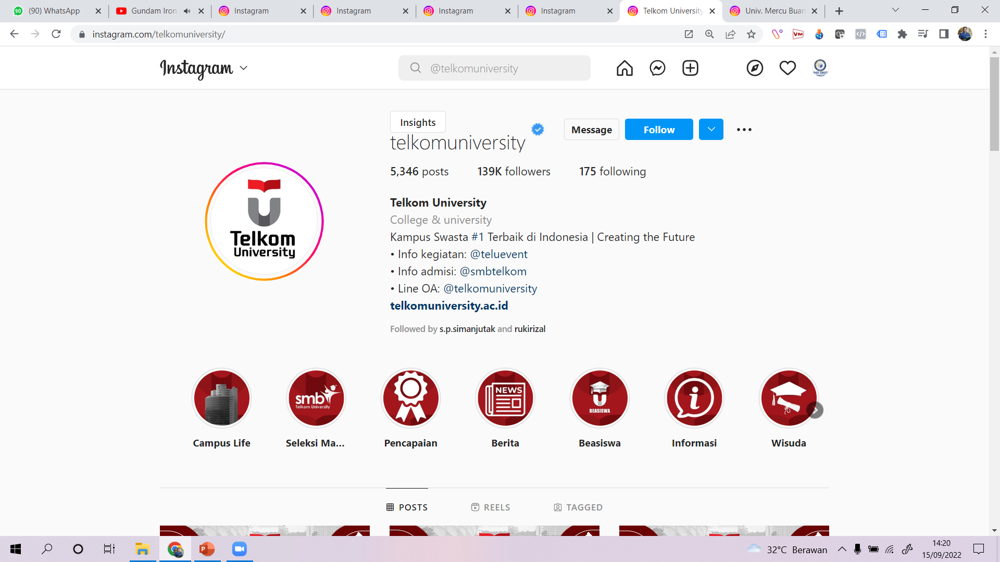 (90) WhatsApp
Gundam Iron
Instagram
Instagram
Instagram
Instagram
Telkom University
Univ. Mercu Buan
instagram.com/telkomuniversity/
Instagram
@telkomuniversity
Insights
telkomuniversity
Message
Follow
5,346 posts 139K followers 175 following
Telkom University
College & university
Kampus Swasta #1 Terbaik di Indonesia | Creating the Future
• Info kegiatan: @teluevent
• Info admisi: @smbtelkom
• Line OA: @telkomuniversity
telkomuniversity.ac.id
Followed by s.p.simanjutak and rukirizal
Telkom
University
smb
Telkom University
NEWS
BEASISWA
Campus Life
Seleksi Ma...
Pencapaian
Berita
Beasiswa
Informasi
Wisuda
POSTS
REELS
TAGGED
32°C Berawan
14:20
15/09/2022